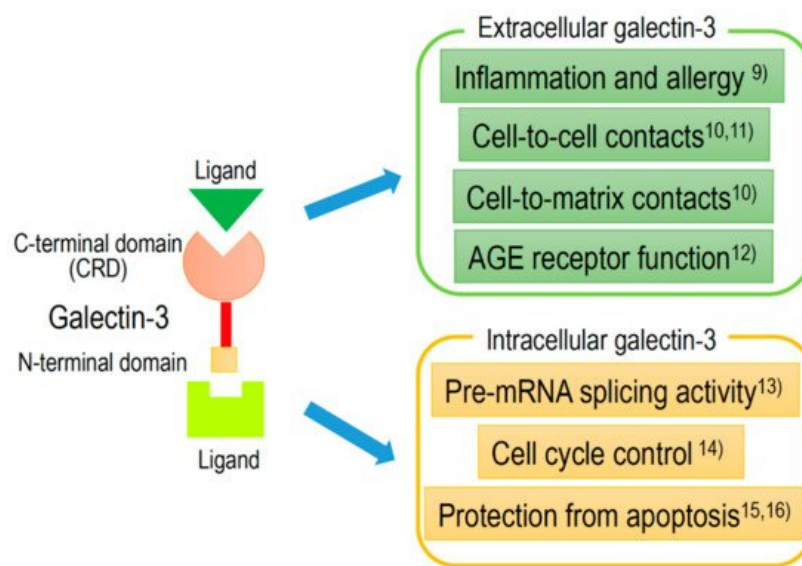 Extracellular galectin-3
Inflammation and allergy 9)
Cell-to-cell contacts10,11)
Cell-to-matrix contacts10)
AGE receptor function12)
Ligand
C-terminal domain
(CRD)
Galectin-3
N-terminal domain
Ligand
Intracellular galectin-3
Pre-mRNA splicing activity13)
Cell cycle control 14)
Protection from apoptosis15,16)